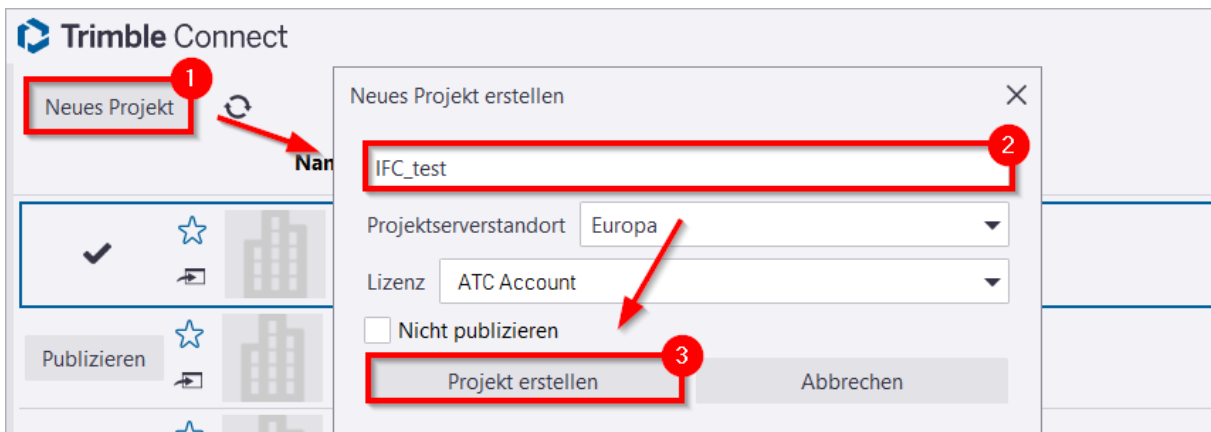 Trimble Connect
1
Neues Projekt
Nan
Neues Projekt erstellen
2
IFC_test
Projektserverstandort Europa
Lizenz ATC Account
Nicht publizieren
3
Projekt erstellen Abbrechen
Publizieren